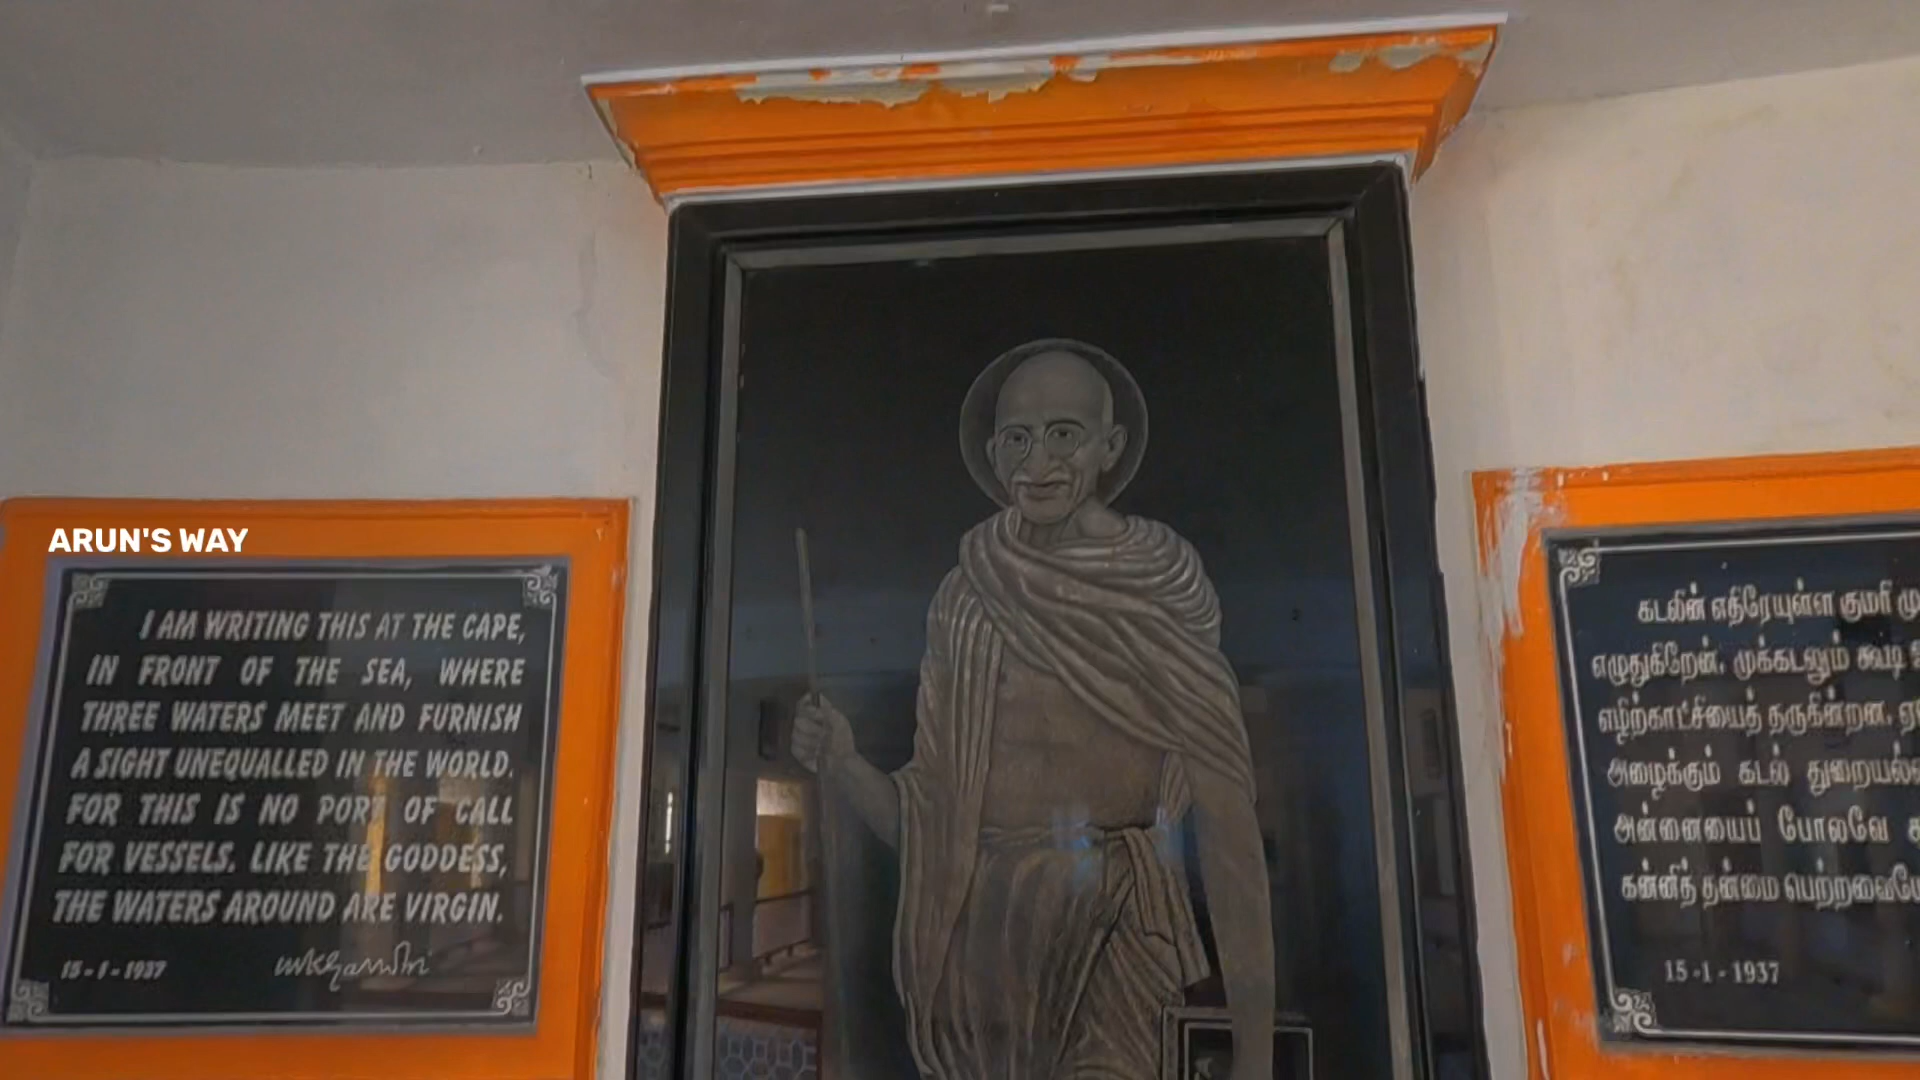 ARUN'S WAY
I AM WRITING THIS AT THE CAPE,
IN FRONT OF THE SEA, WHERE
THREE WATERS MEET AND FURNISH
A SIGHT UNEQUALLED IN THE WORLD.
FOR THIS IS NO PORT OF CALL
FOR VESSELS. LIKE THE GODDESS,
THE WATERS AROUND ARE VIRGIN.
15-1-1937 mkgandhi
கடலின் எதிரேயுள்ள குமரி
எழுதுகிறேன். முக்கடலும் கூடி
எழிற்காட்சியைத் தருகின்றன.
அழைக்கும் கடல்
அன்னையைப் போலவே
கன்னித் தன்மை
15-1-1937